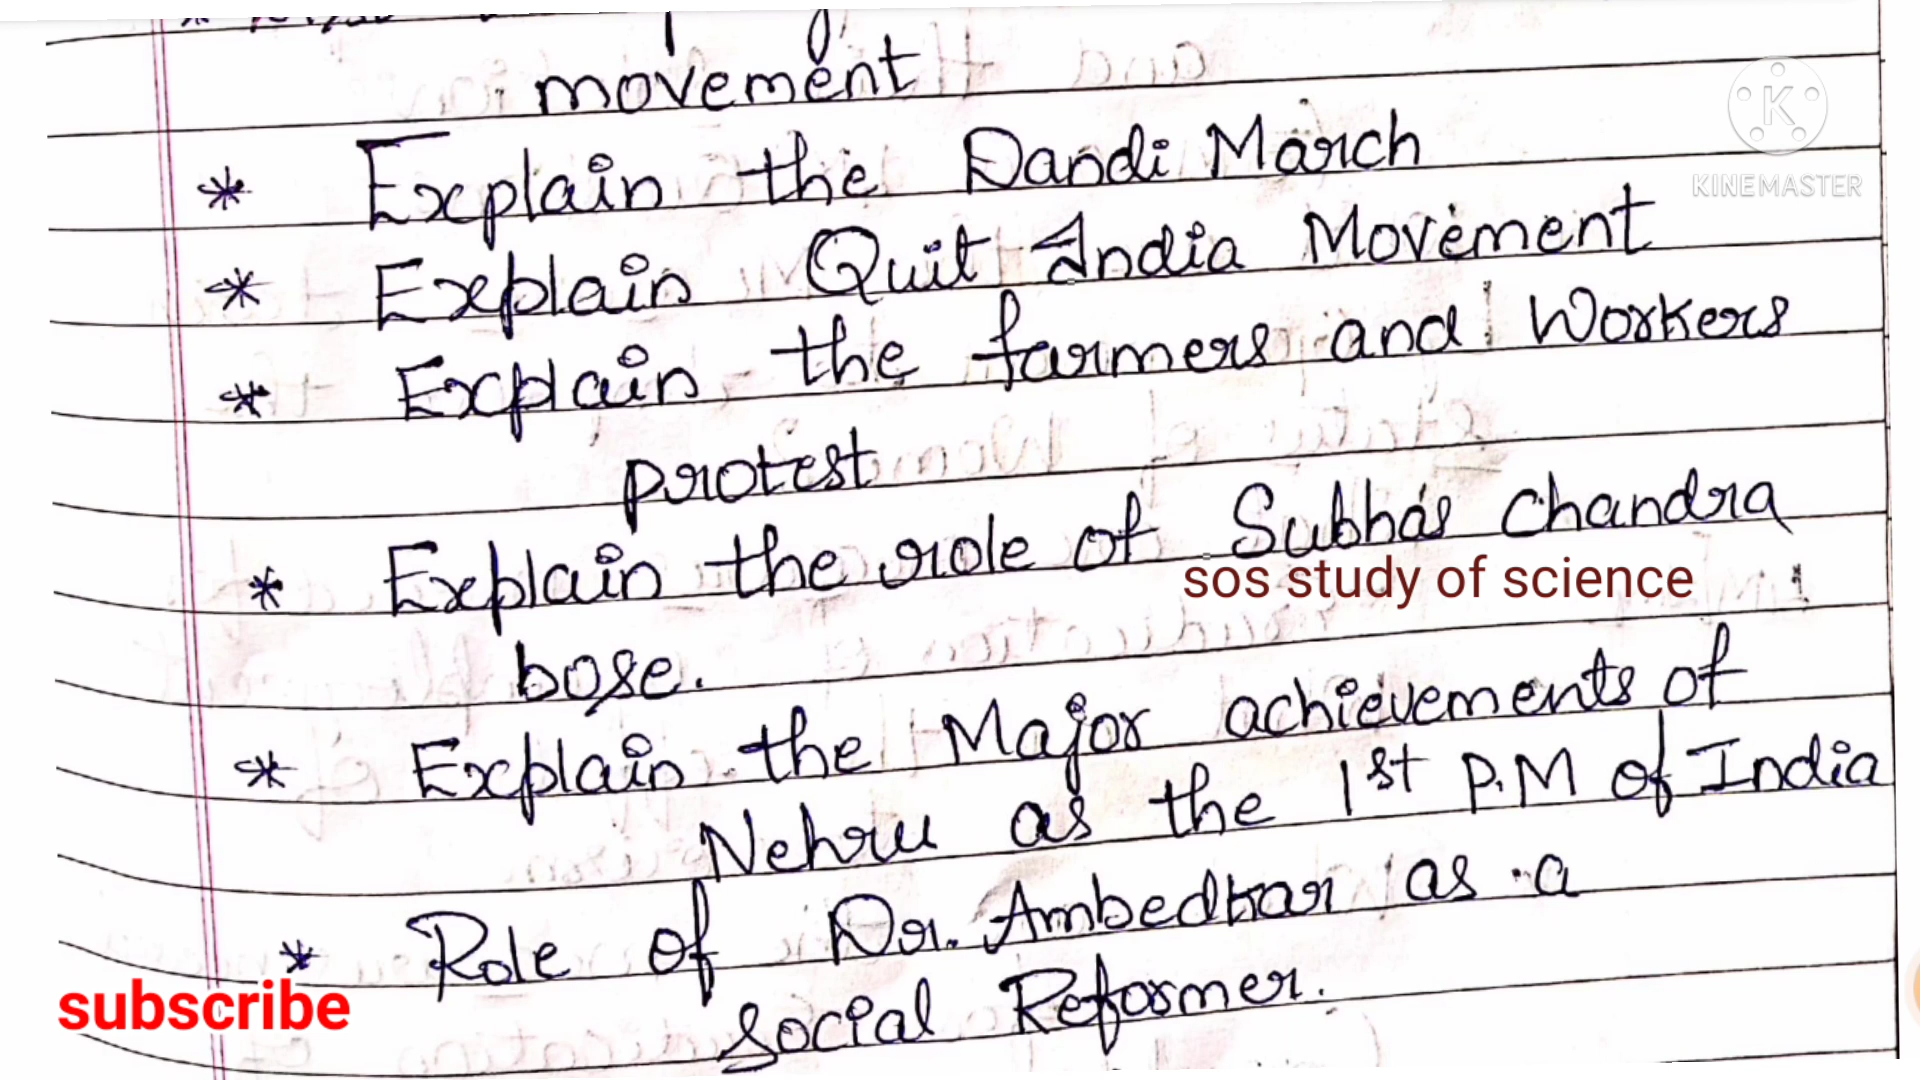 movement
* Explain the Dandi March
* Explain Quit India Movement
* Explain the farmers and Workers
protest
* Explain the role of Subhas Chandra
bose.
* Explain the Major achievements of
Nehru as the 1st P.M of India
* Role of Dr. Ambedkar as a
social Reformer.
KINEMASTER
sos study of science
subscribe